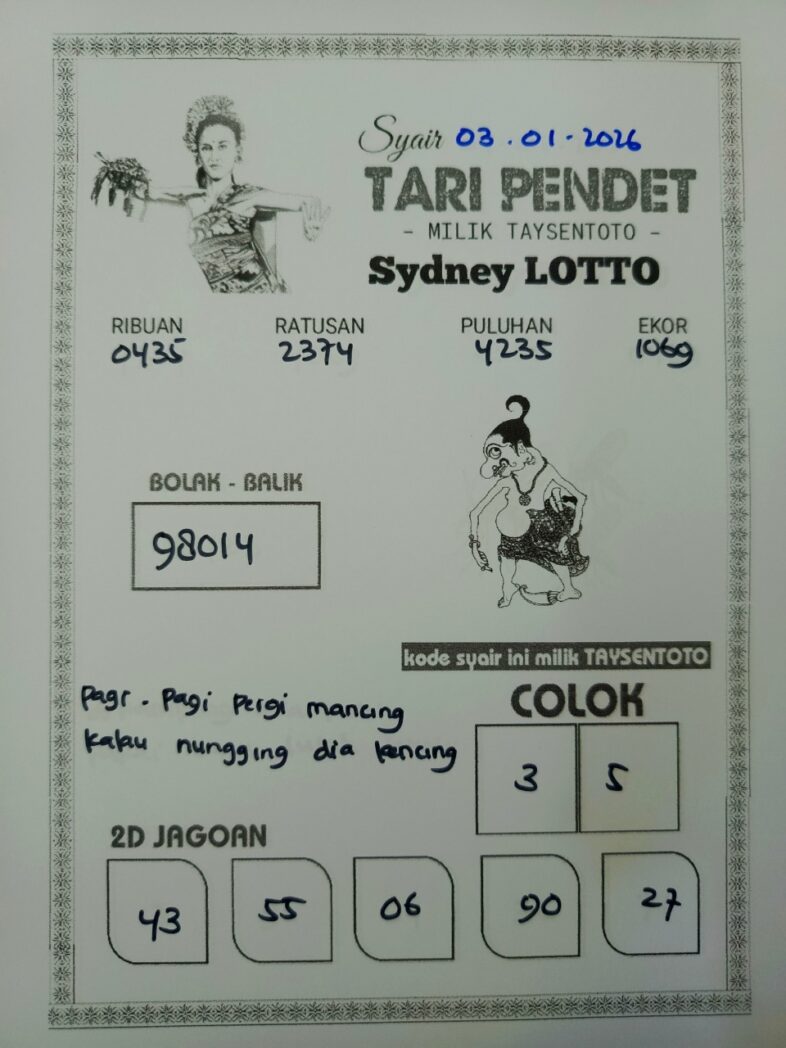 Syair 03.01-2026
TARI PENDET
- MILIK TAYSENTOTO -
Sydney LOTTO
RIBUAN RATUSAN PULUHAN EKOR
0435 2374 4235 1069
BOLAK - BALIK
98014
kode syair ini milik TAYSENTOTO
Pagi - Pagi Pergi mancing
kalau nungging dia kencing
COLOK
3 5
2D JAGOAN
43 55 06 90 27